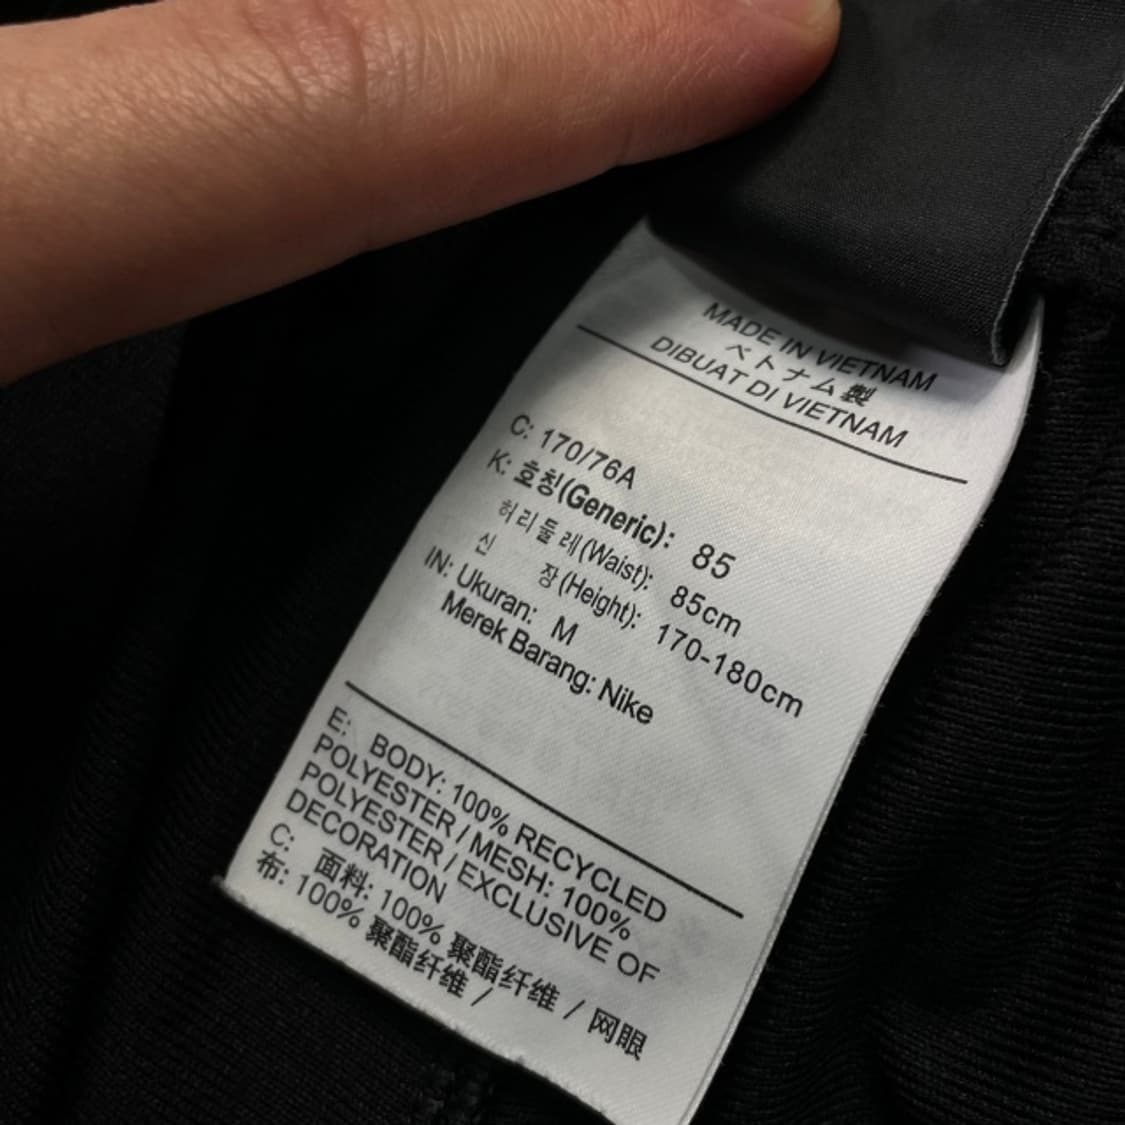 MADE IN VIETNAM
ベトナム製
DIBUAT DI VIETNAM
C: 170/76A
K: 호칭(Generic): 85
허리둘레(Waist): 85cm
신 장(Height): 170-180cm
IN: Ukuran: M
Merek Barang: Nike
E: BODY: 100% RECYCLED
POLYESTER / MESH: 100%
POLYESTER / EXCLUSIVE OF
DECORATION
C: 面料: 100% 聚酯纤维 / 网眼
布: 100% 聚酯纤维 /